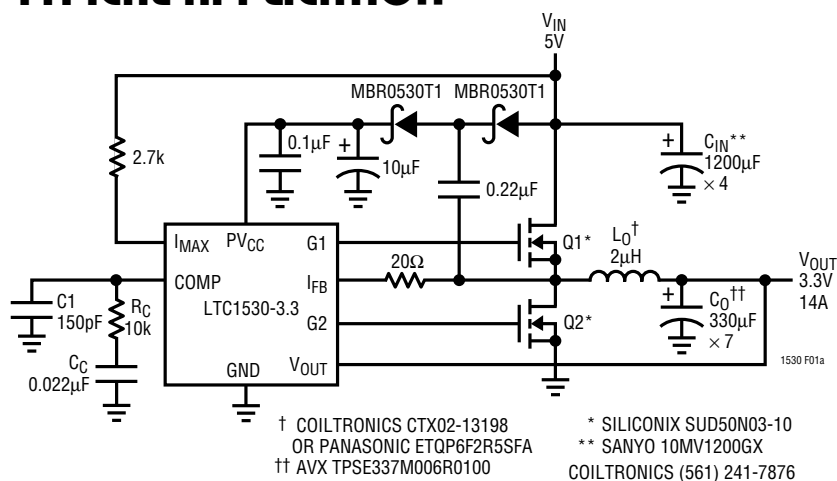 V_IN
5V
MBR0530T1 MBR0530T1
2.7k
0.1µF
+
10µF
0.22µF
+
C_IN**
1200µF
× 4
I_MAX
PV_CC
G1
Q1*
L_O†
2µH
COMP
I_FB
20Ω
V_OUT
3.3V
14A
LTC1530-3.3
C1
150pF
R_C
10k
G2
Q2*
+
C_O††
330µF
× 7
C_C
0.022µF
GND
V_OUT
1530 F01a
† COILTRONICS CTX02-13198
OR PANASONIC ETQP6F2R5SFA
†† AVX TPSE337M006R0100
* SILICONIX SUD50N03-10
** SANYO 10MV1200GX
COILTRONICS (561) 241-7876